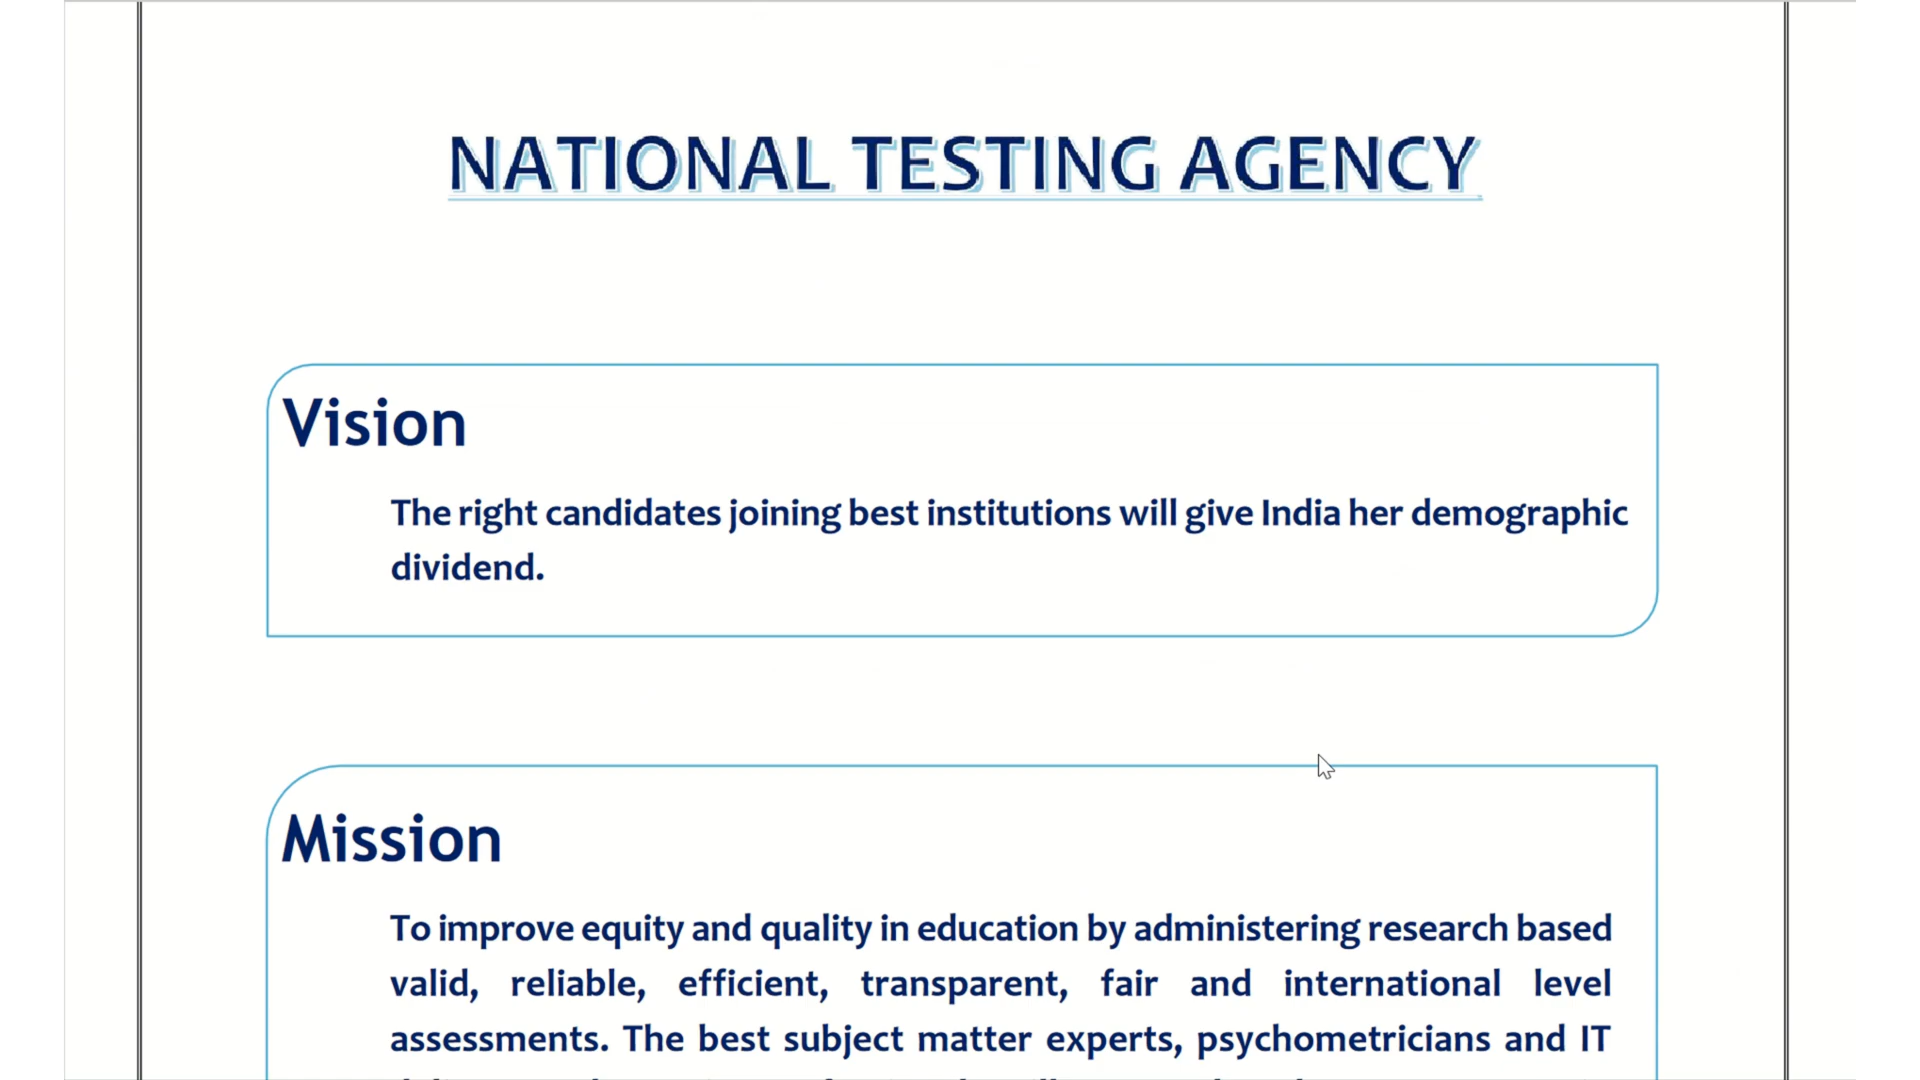 NATIONAL TESTING AGENCY
Vision
The right candidates joining best institutions will give India her demographic
dividend.
Mission
To improve equity and quality in education by administering research based
valid, reliable, efficient, transparent, fair and international level
assessments. The best subject matter experts, psychometricians and IT